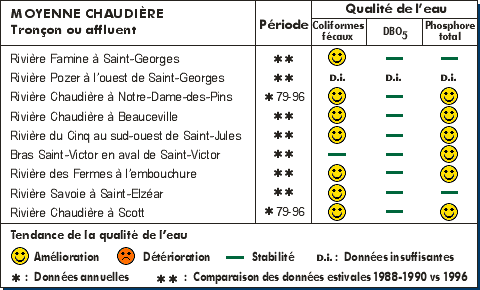 MOYENNE CHAUDIÈRE
Tronçon ou affluent
Période
Qualité de l'eau
Coliformes fécaux
DBO5
Phosphore total
Rivière Famine à Saint-Georges ** – –
Rivière Pozer à l'ouest de Saint-Georges ** D.i. D.i. D.i.
Rivière Chaudière à Notre-Dame-des-Pins * 79-96 –
Rivière Chaudière à Beauceville ** –
Rivière du Cinq au sud-ouest de Saint-Jules ** –
Bras Saint-Victor en aval de Saint-Victor ** – –
Rivière des Fermes à l'embouchure ** –
Rivière Savoie à Saint-Elzéar ** – –
Rivière Chaudière à Scott * 79-96 –
Tendance de la qualité de l'eau
Amélioration Détérioration – Stabilité D.i. : Données insuffisantes
* : Données annuelles ** : Comparaison des données estivales 1988-1990 vs 1996